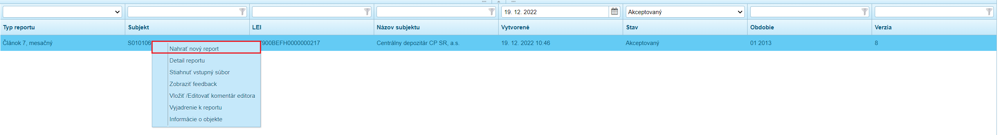 19. 12. 2022 Akceptovaný
Typ reportu Subjekt LEI Názov subjektu Vytvorené Stav Obdobie Verzia
Článok 7, mesačný S010106 900BEFH0000000217 Centrálny depozitár CP SR, a.s. 19. 12. 2022 10:46 Akceptovaný 01 2013 8
Nahrať nový report
Detail reportu
Stiahnuť vstupný súbor
Zobraziť feedback
Vložiť /Editovať komentár editora
Vyjadrenie k reportu
Informácie o objekte